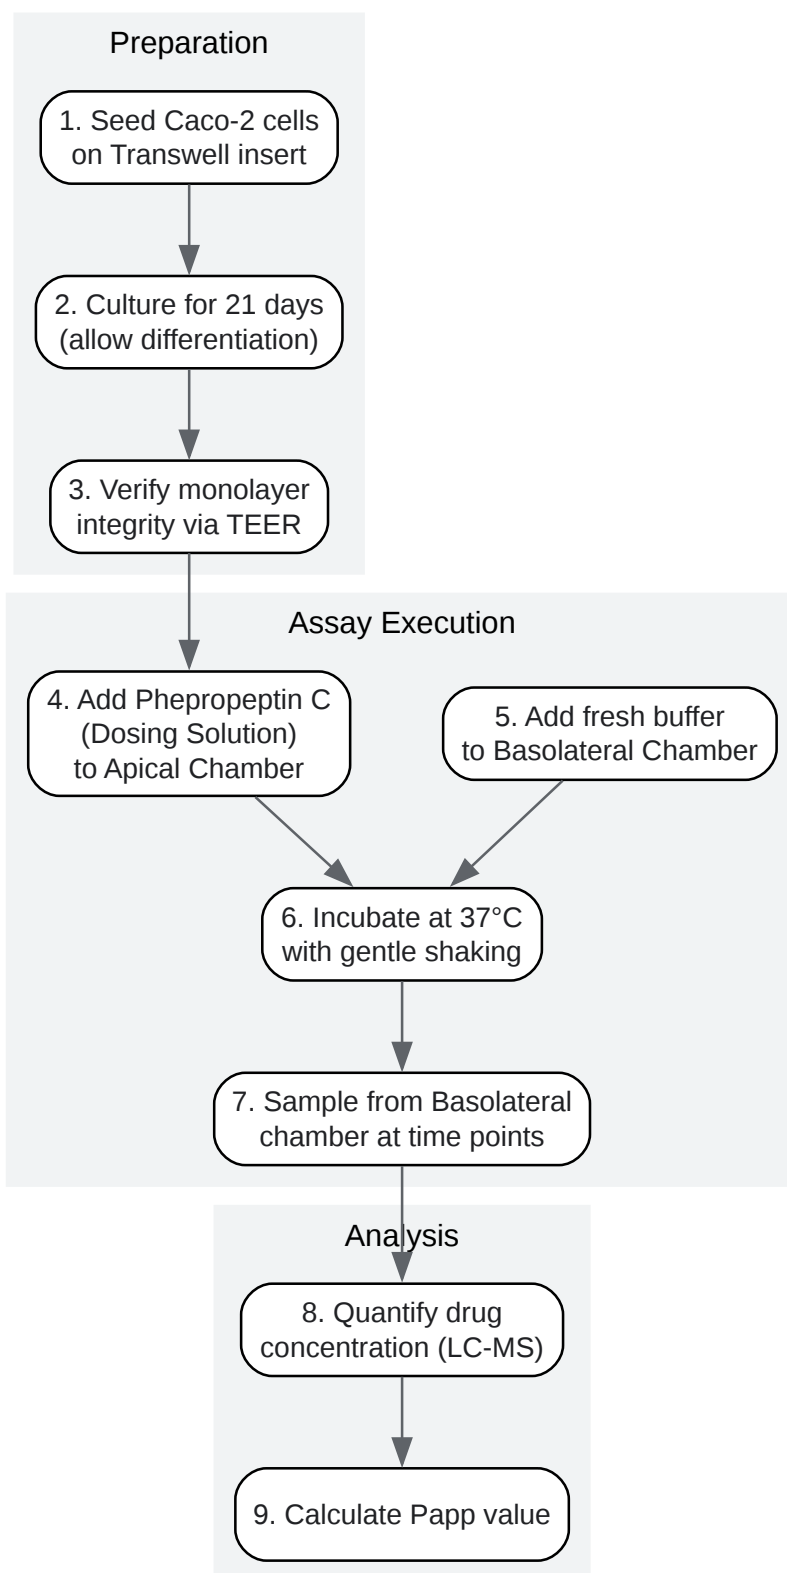 Preparation
1. Seed Caco-2 cells
on Transwell insert
2. Culture for 21 days
(allow differentiation)
3. Verify monolayer
integrity via TEER
Assay Execution
4. Add Phepropeptin C
(Dosing Solution)
to Apical Chamber
5. Add fresh buffer
to Basolateral Chamber
6. Incubate at 37°C
with gentle shaking
7. Sample from Basolateral
chamber at time points
Analysis
8. Quantify drug
concentration (LC-MS)
9. Calculate Papp value